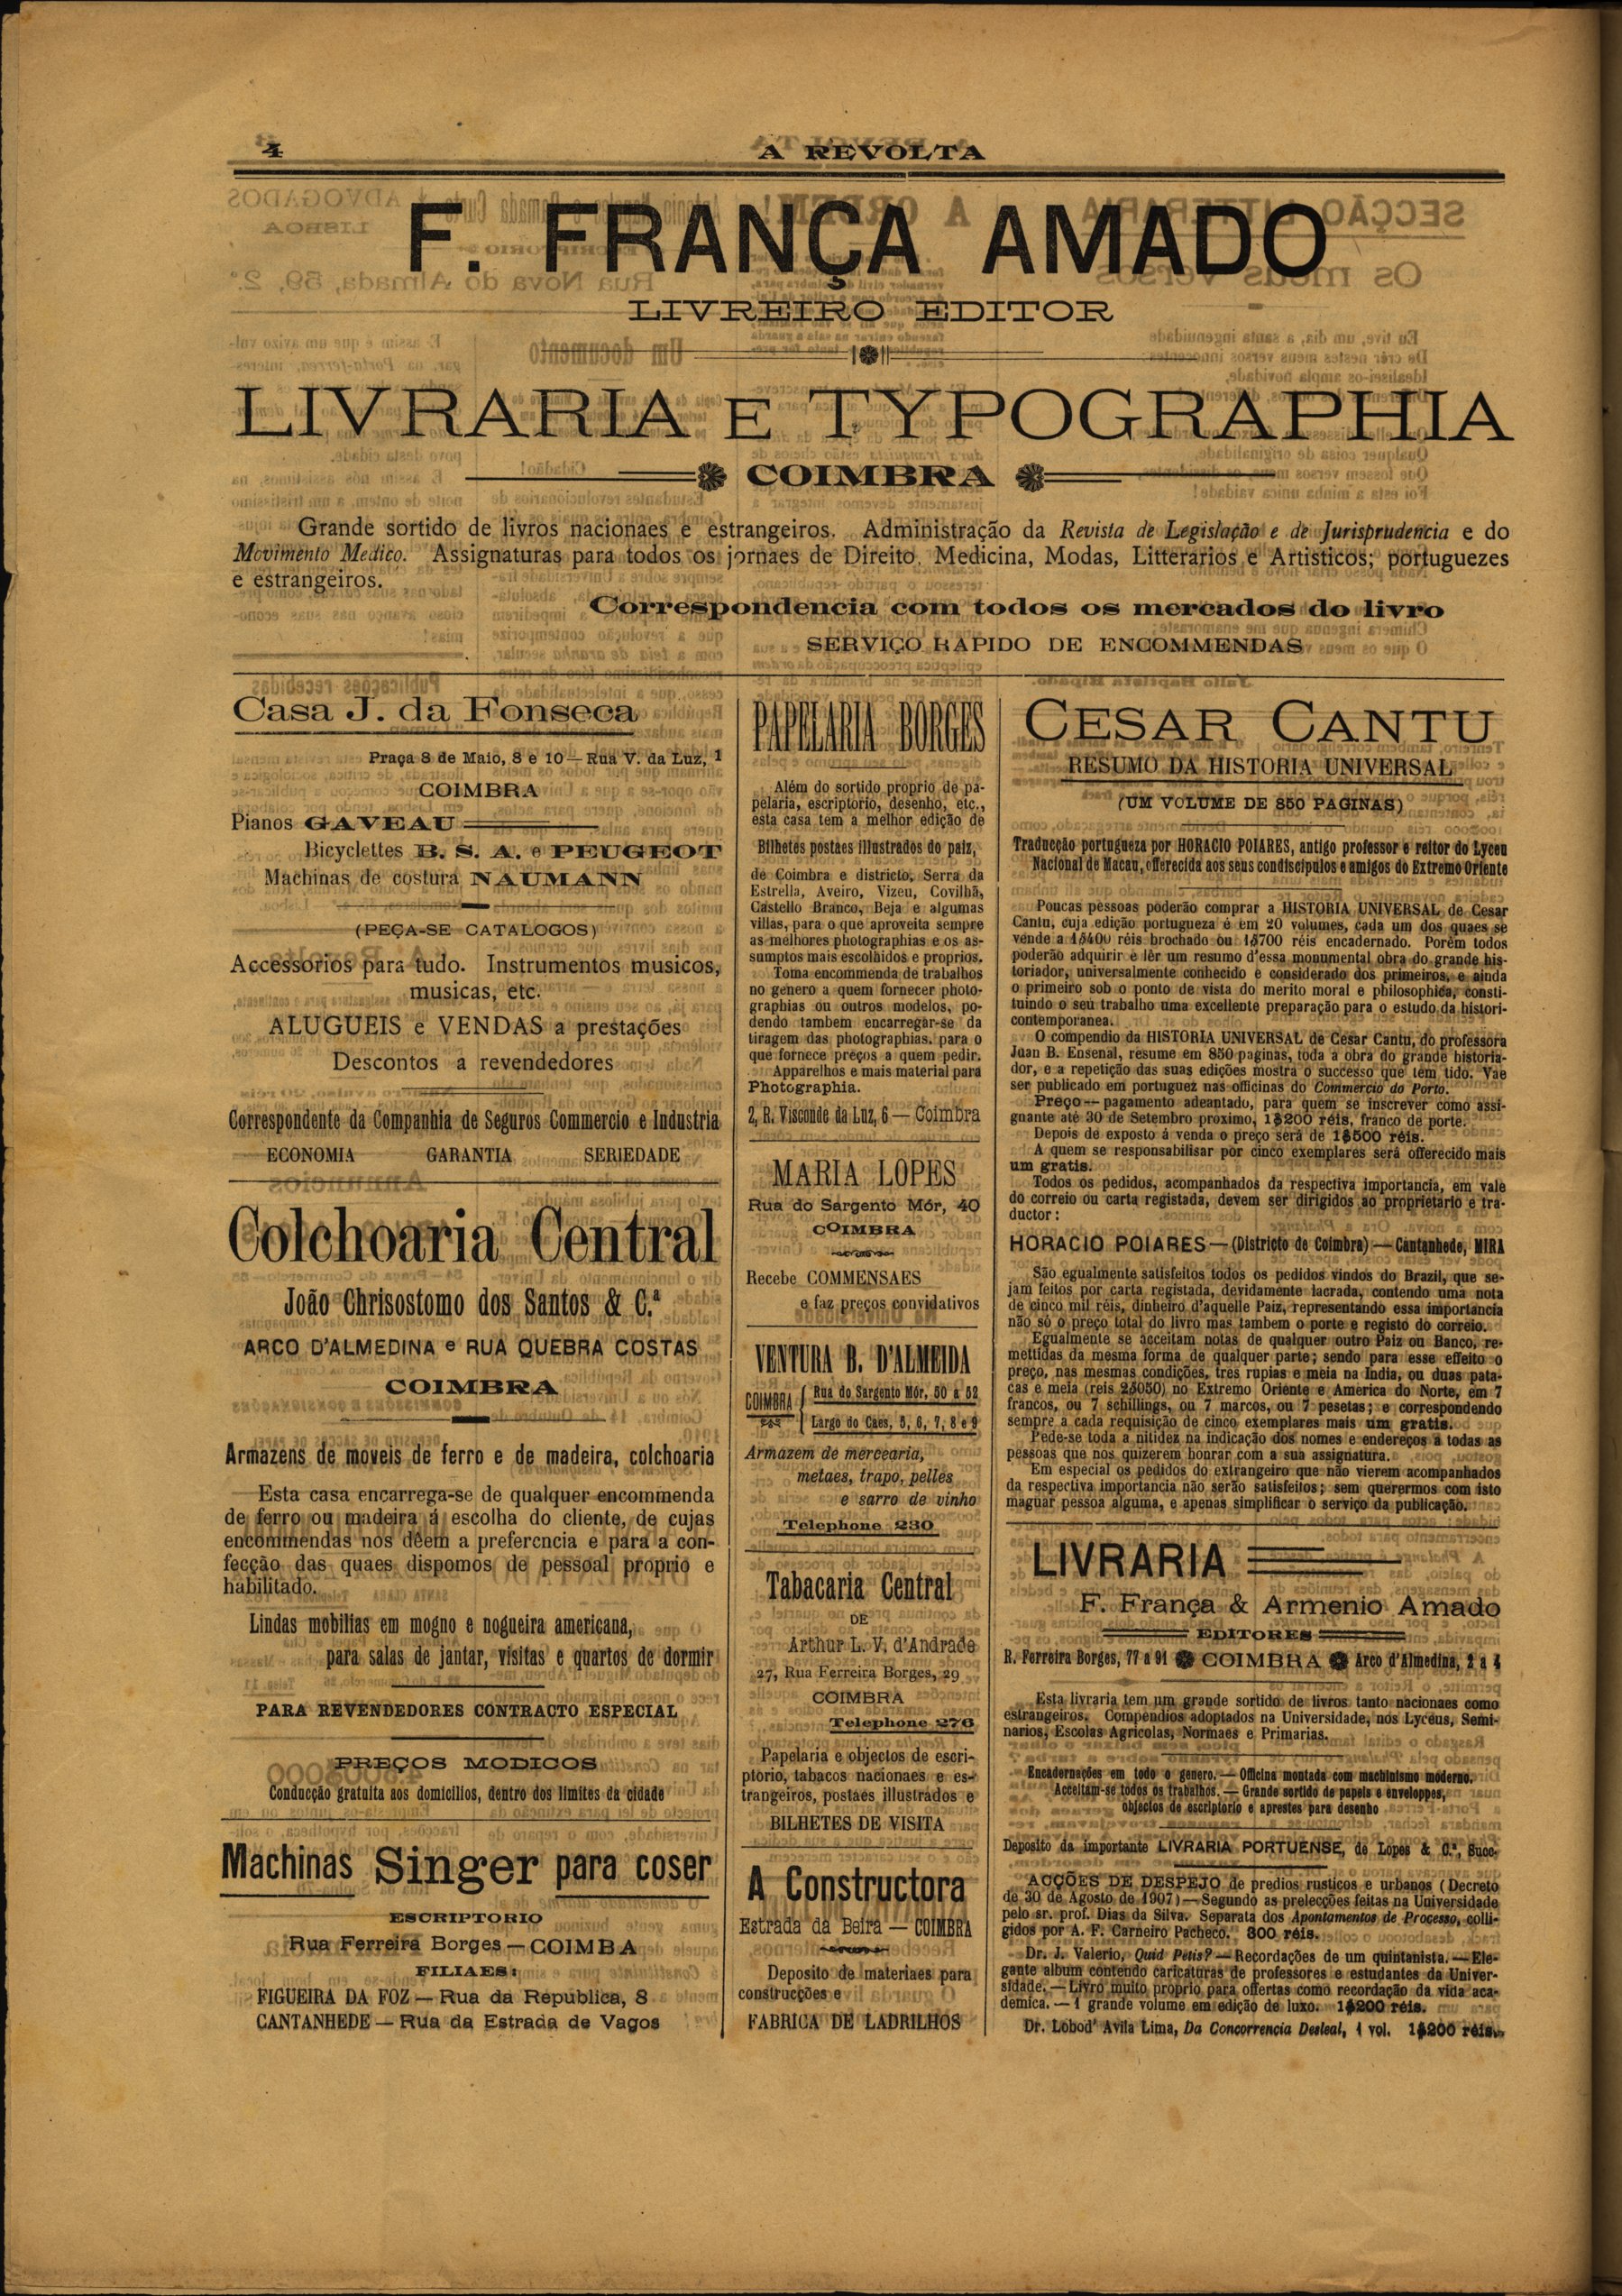 4
A REVOLTA
F. FRANÇA AMADO
LIVREIRO EDITOR
LIVRARIA E TYPOGRAPHIA
COIMBRA
Grande sortido de livros nacionaes e estrangeiros. Administração da Revista de Legislação e de Jurisprudencia e do
Movimento Medico. Assignaturas para todos os jornaes de Direito, Medicina, Modas, Litterarios e Artisticos; portuguezes
e estrangeiros.
Correspondencia com todos os mercados do livro
SERVIÇO RAPIDO DE ENCOMMENDAS
Casa J. da Fonseca
Praça 8 de Maio, 8 e 10—Rua V. da Luz, 1
COIMBRA
Pianos GAVEAU
Bicyclettes B. S. A. e PEUGEOT
Machinas de costura NAUMANN
(PEÇA-SE CATALOGOS)
Accessorios para tudo. Instrumentos musicos,
musicas, etc.
ALUGUEIS e VENDAS a prestações
Descontos a revendedores
Correspondente da Companhia de Seguros Commercio e Industria
ECONOMIA GARANTIA SERIEDADE
Colchoaria Central
João Chrisostomo dos Santos & C.ª
ARCO D'ALMEDINA e RUA QUEBRA COSTAS
COIMBRA
Armazens de moveis de ferro e de madeira, colchoaria
Esta casa encarrega-se de qualquer encommenda
de ferro ou madeira á escolha do cliente, de cujas
encommendas nos dêem a preferencia e para a con-
fecção das quaes dispomos de pessoal proprio e
habilitado.
Lindas mobilias em mogno e nogueira americana,
para salas de jantar, visitas e quartos de dormir
PARA REVENDEDORES CONTRACTO ESPECIAL
PREÇOS MODICOS
Conducção gratuita aos domicilios, dentro dos limites da cidade
Machinas Singer para coser
ESCRIPTORIO
Rua Ferreira Borges—COIMBA
FILIAES:
FIGUEIRA DA FOZ—Rua da Republica, 8
CANTANHEDE—Rua da Estrada de Vagos
PAPELARIA BORGES
Além do sortido proprio de pa-
pelaria, escriptorio, desenho, etc.,
esta casa tem a melhor edição de
Bilhetes postaes illustrados do paiz,
de Coimbra e districto, Serra da
Estrella, Aveiro, Vizeu, Covilhã,
Castello Branco, Beja e algumas
villas, para o que aproveita sempre
as melhores photographias e os as-
sumptos mais escolhidos e proprios.
Toma encommenda de trabalhos
no genero a quem fornecer photo-
graphias ou outros modelos, po-
dendo tambem encarregar-se da
tiragem das photographias, para o
que fornece preços a quem pedir.
Apparelhos e mais material para
Photographia.
2, R. Visconde da Luz, 6—Coimbra
MARIA LOPES
Rua do Sargento Mór, 40
COIMBRA
Recebe COMMENSAES
e faz preços convidativos
VENTURA B. D'ALMEIDA
COIMBRA
Rua do Sargento Mór, 50 a 52
Largo do Caes, 5, 6, 7, 8 e 9
Armazem de mercearia,
metaes, trapo, pelles
e sarro de vinho
Telephone 230
Tabacaria Central
DE
Arthur L. V. d'Andrade
27, Rua Ferreira Borges, 29
COIMBRA
Telephone 276
Papelaria e objectos de escri-
ptorio, tabacos nacionaes e es-
trangeiros, postaes illustrados e
BILHETES DE VISITA
A Constructora
Estrada da Beira—COIMBRA
Deposito de materiaes para
construcções e
FABRICA DE LADRILHOS
CESAR CANTU
RESUMO DA HISTORIA UNIVERSAL
(UM VOLUME DE 850 PAGINAS)
Traducção portugueza por HORACIO POIARES, antigo professor e reitor do Lyceu
Nacional de Macau, offerecida aos seus condiscipulos e amigos do Extremo Oriente
Poucas pessoas poderão comprar a HISTORIA UNIVERSAL de Cesar
Cantu, cuja edição portugueza é em 20 volumes, cada um dos quaes se
vende a 1$400 réis brochado ou 1$700 réis encadernado. Porém todos
poderão adquirir e lêr um resumo d'essa monumental obra do grande his-
toriador, universalmente conhecido e considerado dos primeiros, e ainda
o primeiro sob o ponto de vista do merito moral e philosophica, consti-
tuindo o seu trabalho uma excellente preparação para o estudo da histori-
contemporanea.
O compendio da HISTORIA UNIVERSAL de Cesar Cantu, do professora
Juan B. Ensenal, resume em 850 paginas, toda a obra do grande historia-
dor, e a repetição das suas edições mostra o successo que tem tido. Vae
ser publicado em portuguez nas officinas do Commercio do Porto.
Preço—pagamento adeantado, para quem se inscrever como assi-
gnante até 30 de Setembro proximo, 1$200 réis, franco de porte.
Depois de exposto á venda o preço será de 1$500 réis.
A quem se responsabilisar por cinco exemplares será offerecido mais
um gratis.
Todos os pedidos, acompanhados da respectiva importancia, em vale
do correio ou carta registada, devem ser dirigidos ao proprietario e tra-
ductor:
HORACIO POIARES—(Districto de Coimbra)—Cantanhede, MIRA
São egualmente satisfeitos todos os pedidos vindos do Brazil, que se-
jam feitos por carta registada, devidamente lacrada, contendo uma nota
de cinco mil réis, dinheiro d'aquelle Paiz, representando essa importancia
não só o preço total do livro mas tambem o porte e registo do correio.
Egualmente se acceitam notas de qualquer outro Paiz ou Banco, re-
mettidas da mesma forma de qualquer parte; sendo para esse effeito o
preço, nas mesmas condições, tres rupias e meia na India, ou duas pata-
cas e meia (reis 2$050) no Extremo Oriente e America do Norte, em 7
francos, ou 7 schillings, ou 7 marcos, ou 7 pesetas; e correspondendo
sempre a cada requisição de cinco exemplares mais um gratis.
Pede-se toda a nitidez na indicação dos nomes e endereços a todas as
pessoas que nos quizerem honrar com a sua assignatura.
Em especial os pedidos do extrangeiro que não vierem acompanhados
da respectiva importancia não serão satisfeitos; sem querermos com isto
maguar pessoa alguma, e apenas simplificar o serviço da publicação.
LIVRARIA
F. França & Armenio Amado
EDITORES
R. Ferreira Borges, 77 a 91 COIMBRA Arco d'Almedina, 2 a 4
Esta livraria tem um grande sortido de livros tanto nacionaes como
estrangeiros. Compendios adoptados na Universidade, nos Lyceus, Semi-
narios, Escolas Agricolas, Normaes e Primarias.
Encadernações em todo o genero.—Officina montada com machinismo moderno.
Acceitam-se todos os trabalhos.—Grande sortido de papeis e enveloppes,
objectos de escriptorio e aprestes para desenho
Deposito da importante LIVRARIA PORTUENSE, de Lopes & C.ª, Succ.
ACÇÕES DE DESPEJO de predios rusticos e urbanos (Decreto
de 30 de Agosto de 1907)—Segundo as prelecções feitas na Universidade
pelo sr. prof. Dias da Silva. Separata dos Apontamentos de Processo, colli-
gidos por A. F. Carneiro Pacheco. 800 réis.
Dr. J. Valerio, Quid Petis?—Recordações de um quintanista.—Ele-
gante album contendo caricaturas de professores e estudantes da Univer-
sidade.—Livro muito proprio para offertas como recordação da vida aca-
demica.—1 grande volume em edição de luxo. 1$200 réis.
Dr. Lobod' Avila Lima, Da Concorrencia Desleal, 1 vol. 1$200 réis.